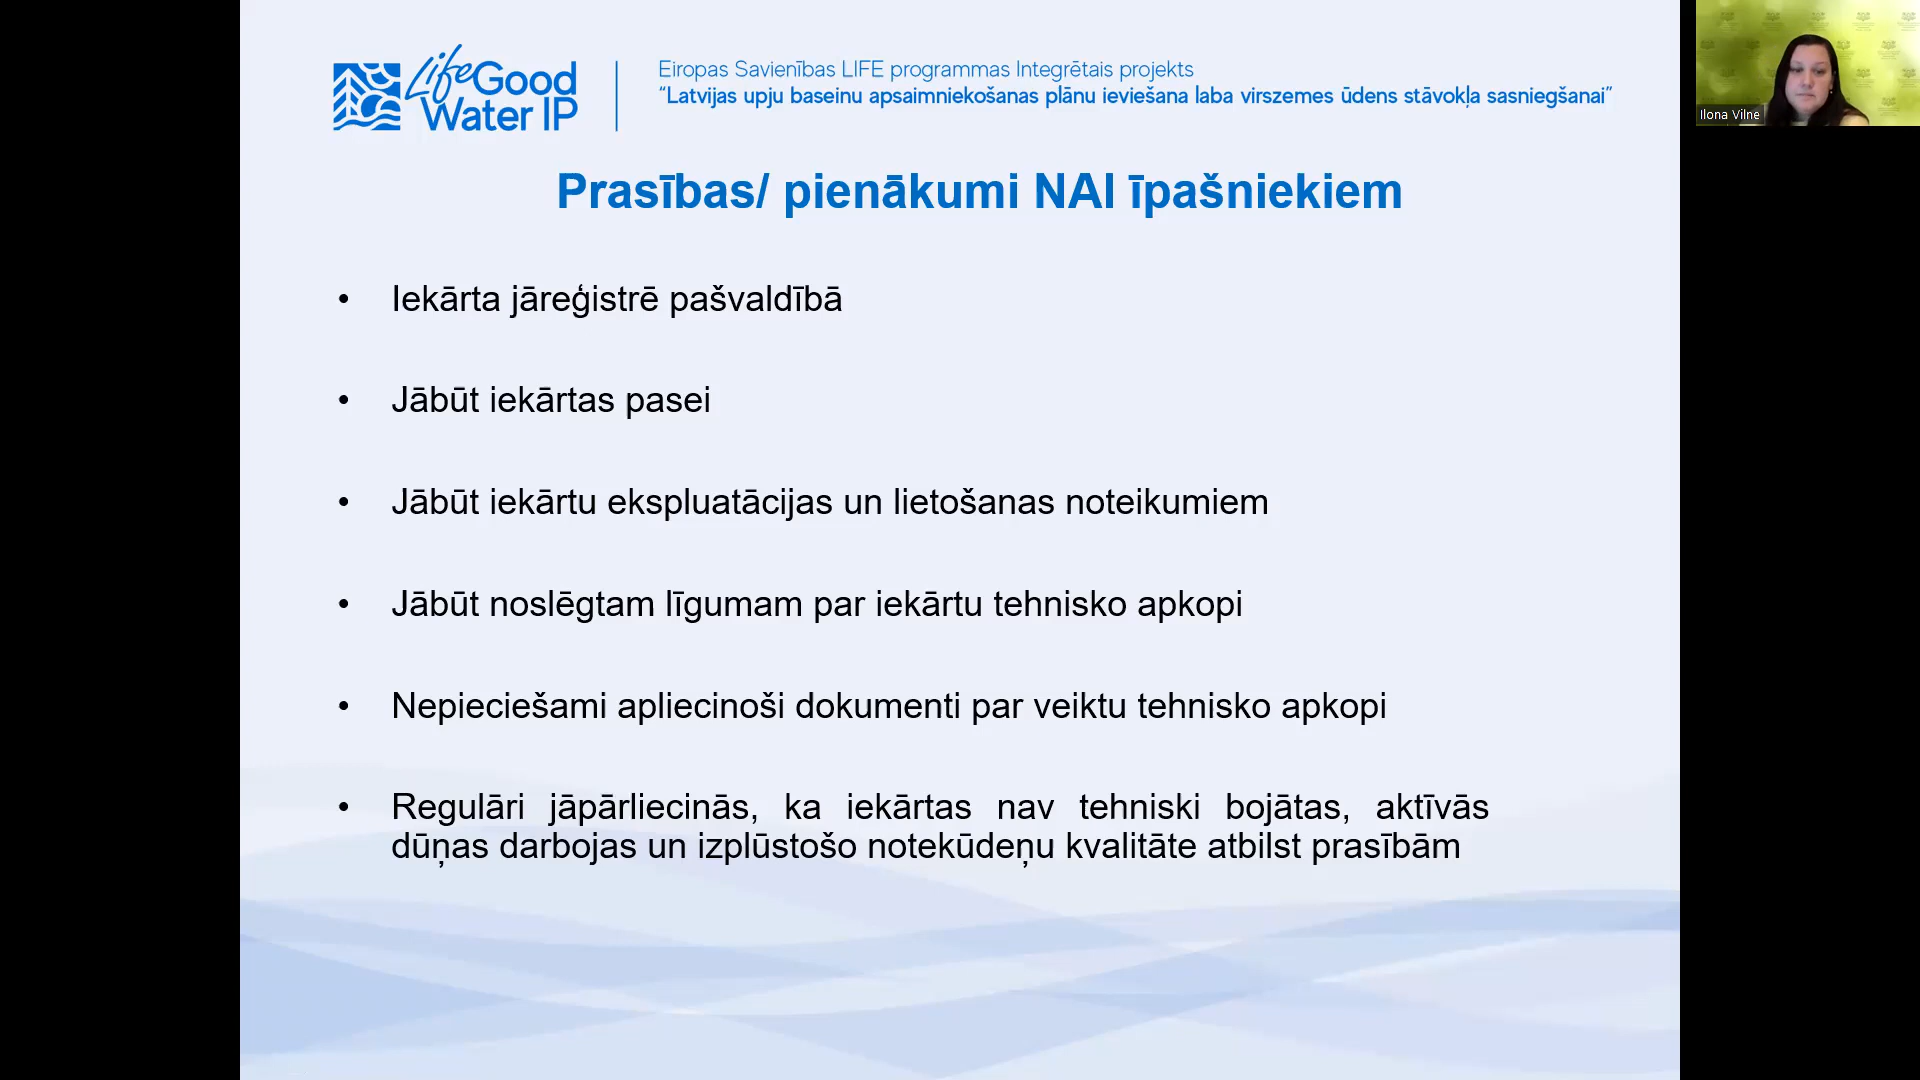 Life Good
Water IP
Eiropas Savienības LIFE programmas Integrētais projekts
“Latvijas upju baseinu apsaimniekošanas plānu ieviešana laba virszemes ūdens stāvokļa sasniegšanai”
Ilona Vilne
Prasības/ pienākumi NAI īpašniekiem
• Iekārta jāreģistrē pašvaldībā
• Jābūt iekārtas pasei
• Jābūt iekārtu ekspluatācijas un lietošanas noteikumiem
• Jābūt noslēgtam līgumam par iekārtu tehnisko apkopi
• Nepieciešami apliecinoši dokumenti par veiktu tehnisko apkopi
• Regulāri jāpārliecinās, ka iekārtas nav tehniski bojātas, aktīvās
dūņas darbojas un izplūstošo notekūdeņu kvalitāte atbilst prasībām